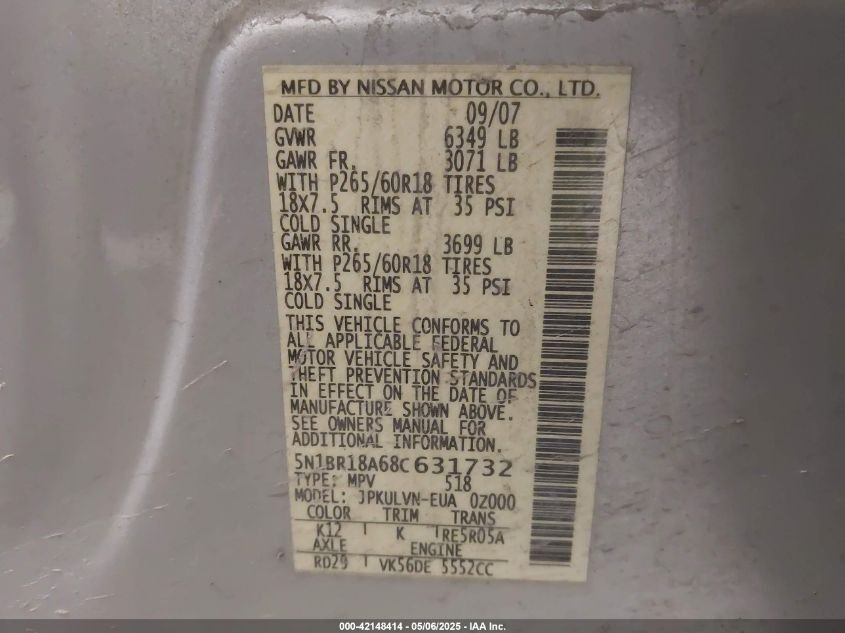 MFD BY NISSAN MOTOR CO., LTD.
DATE 09/07
GVWR 6349 LB
GAWR FR. 3071 LB
WITH P265/60R18 TIRES
18X7.5 RIMS AT 35 PSI
COLD SINGLE
GAWR RR. 3699 LB
WITH P265/60R18 TIRES
18X7.5 RIMS AT 35 PSI
COLD SINGLE
THIS VEHICLE CONFORMS TO
ALL APPLICABLE FEDERAL
MOTOR VEHICLE SAFETY AND
THEFT PREVENTION STANDARDS
IN EFFECT ON THE DATE OF
MANUFACTURE SHOWN ABOVE.
SEE OWNERS MANUAL FOR
ADDITIONAL INFORMATION.
5N1BR18A68C631732
TYPE: MPV 518
MODEL: JPKULVN-EUA 0Z000
COLOR TRIM TRANS
K12 K RE5R05A
AXLE ENGINE
RD29 VK56DE 5552CC
000-42148414 - 05/06/2025 - IAA Inc.